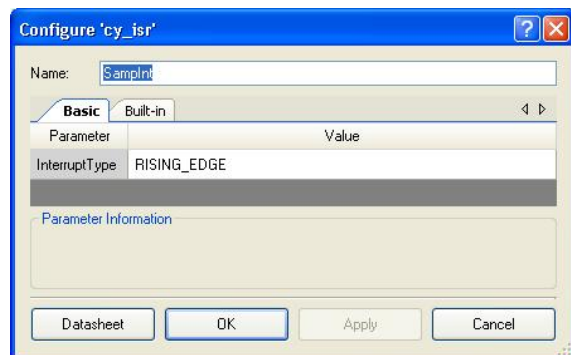 Configure 'cy_isr'
Name: SampInt
Basic Built-in
Parameter Value
InterruptType RISING_EDGE
Parameter Information
Datasheet OK Apply Cancel